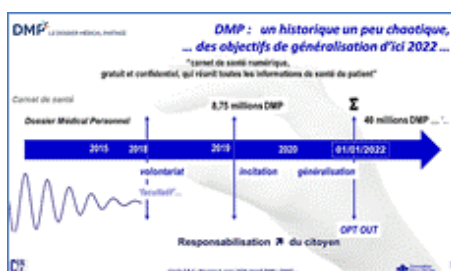 DMP LE DOSSIER MÉDICAL PARTAGÉ
DMP : un historique un peu chaotique,
... des objectifs de généralisation d'ici 2022 ...
"carnet de santé numérique,
gratuit et confidentiel, qui réunit toutes les informations de santé du patient"
Carnet de santé
8,75 millions DMP
Σ
Dossier Médical Personnel
40 millions DMP ...
2015 2018 2019 2020 01/01/2022
volontariat incitation généralisation
"facultatif"...
OPT OUT
Responsabilisation ↗ du citoyen